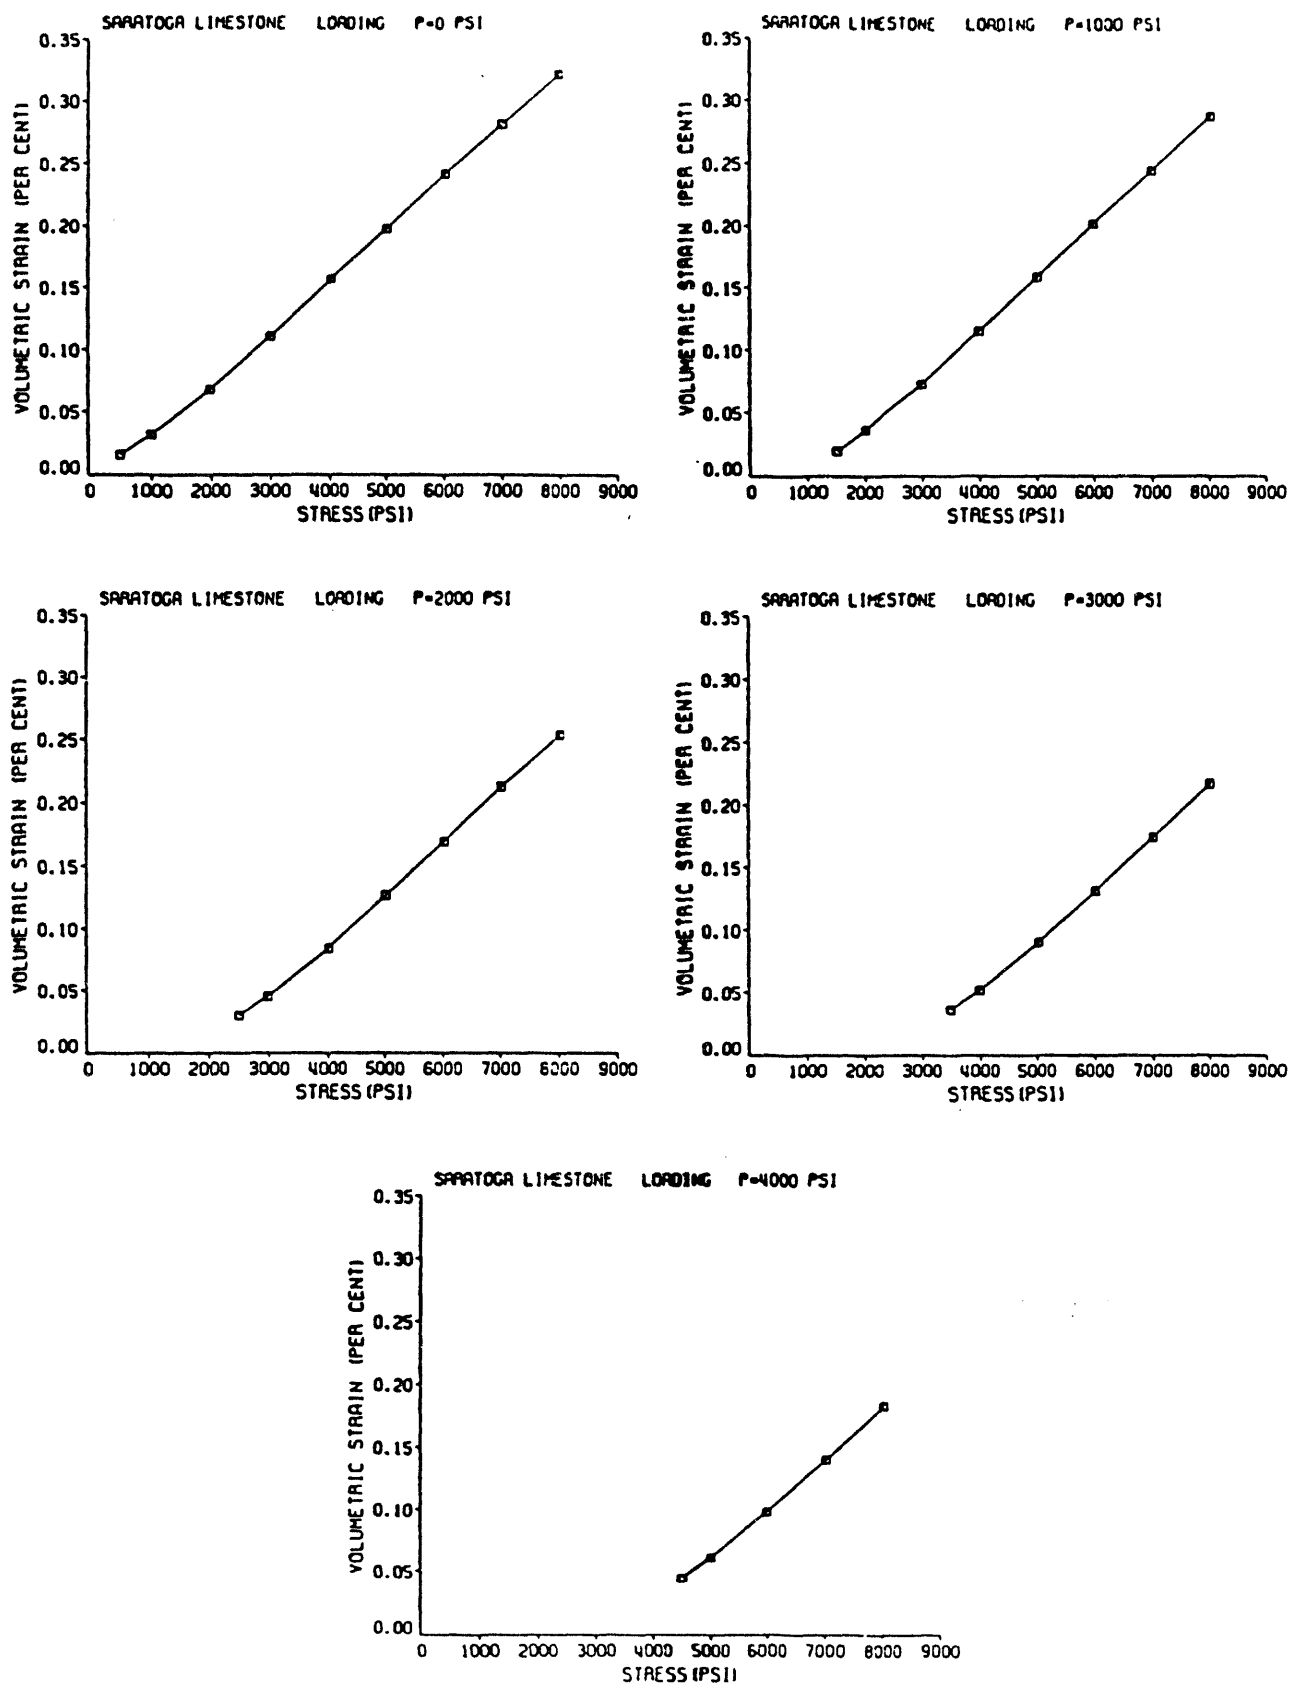 SARATOGA LIMESTONE LOADING P=0 PSI
0.35
0.30
0.25
0.20
0.15
0.10
0.05
0.00
VOLUMETRIC STRAIN (PER CENT)
0 1000 2000 3000 4000 5000 6000 7000 8000 9000
STRESS(PSI)
SARATOGA LIMESTONE LOADING P=1000 PSI
0.35
0.30
0.25
0.20
0.15
0.10
0.05
0.00
VOLUMETRIC STRAIN (PER CENT)
0 1000 2000 3000 4000 5000 6000 7000 8000 9000
STRESS(PSI)
SARATOGA LIMESTONE LOADING P=2000 PSI
0.35
0.30
0.25
0.20
0.15
0.10
0.05
0.00
VOLUMETRIC STRAIN (PER CENT)
0 1000 2000 3000 4000 5000 6000 7000 8000 9000
STRESS(PSI)
SARATOGA LIMESTONE LOADING P=3000 PSI
0.35
0.30
0.25
0.20
0.15
0.10
0.05
0.00
VOLUMETRIC STRAIN (PER CENT)
0 1000 2000 3000 4000 5000 6000 7000 8000 9000
STRESS(PSI)
SARATOGA LIMESTONE LOADING P=4000 PSI
0.35
0.30
0.25
0.20
0.15
0.10
0.05
0.00
VOLUMETRIC STRAIN (PER CENT)
0 1000 2000 3000 4000 5000 6000 7000 8000 9000
STRESS(PSI)